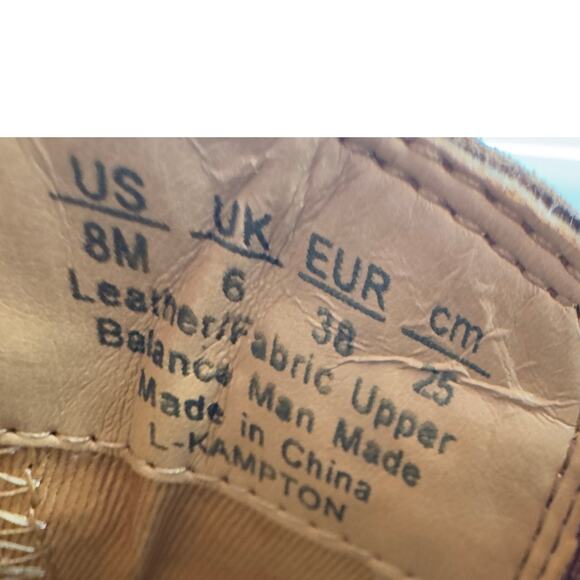 US UK EUR cm
8M 6 38 25
Leather/Fabric Upper
Balance Man Made
Made in China
L-KAMPTON